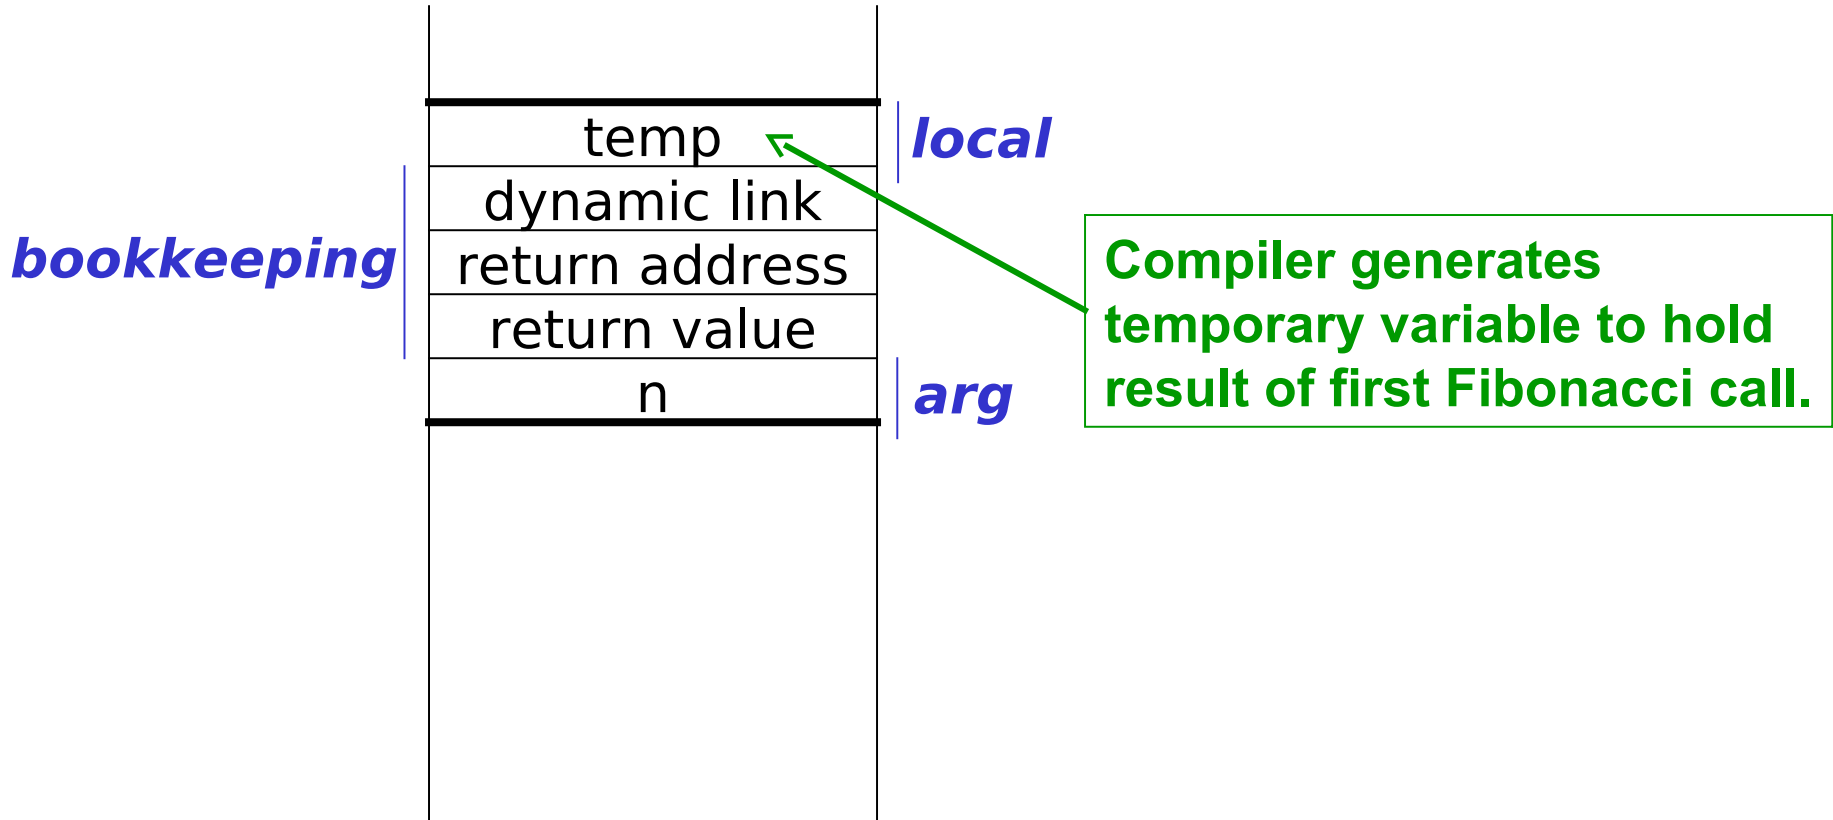 temp
local
dynamic link
bookkeeping
return address
return value
n
arg
Compiler generates
temporary variable to hold
result of first Fibonacci call.